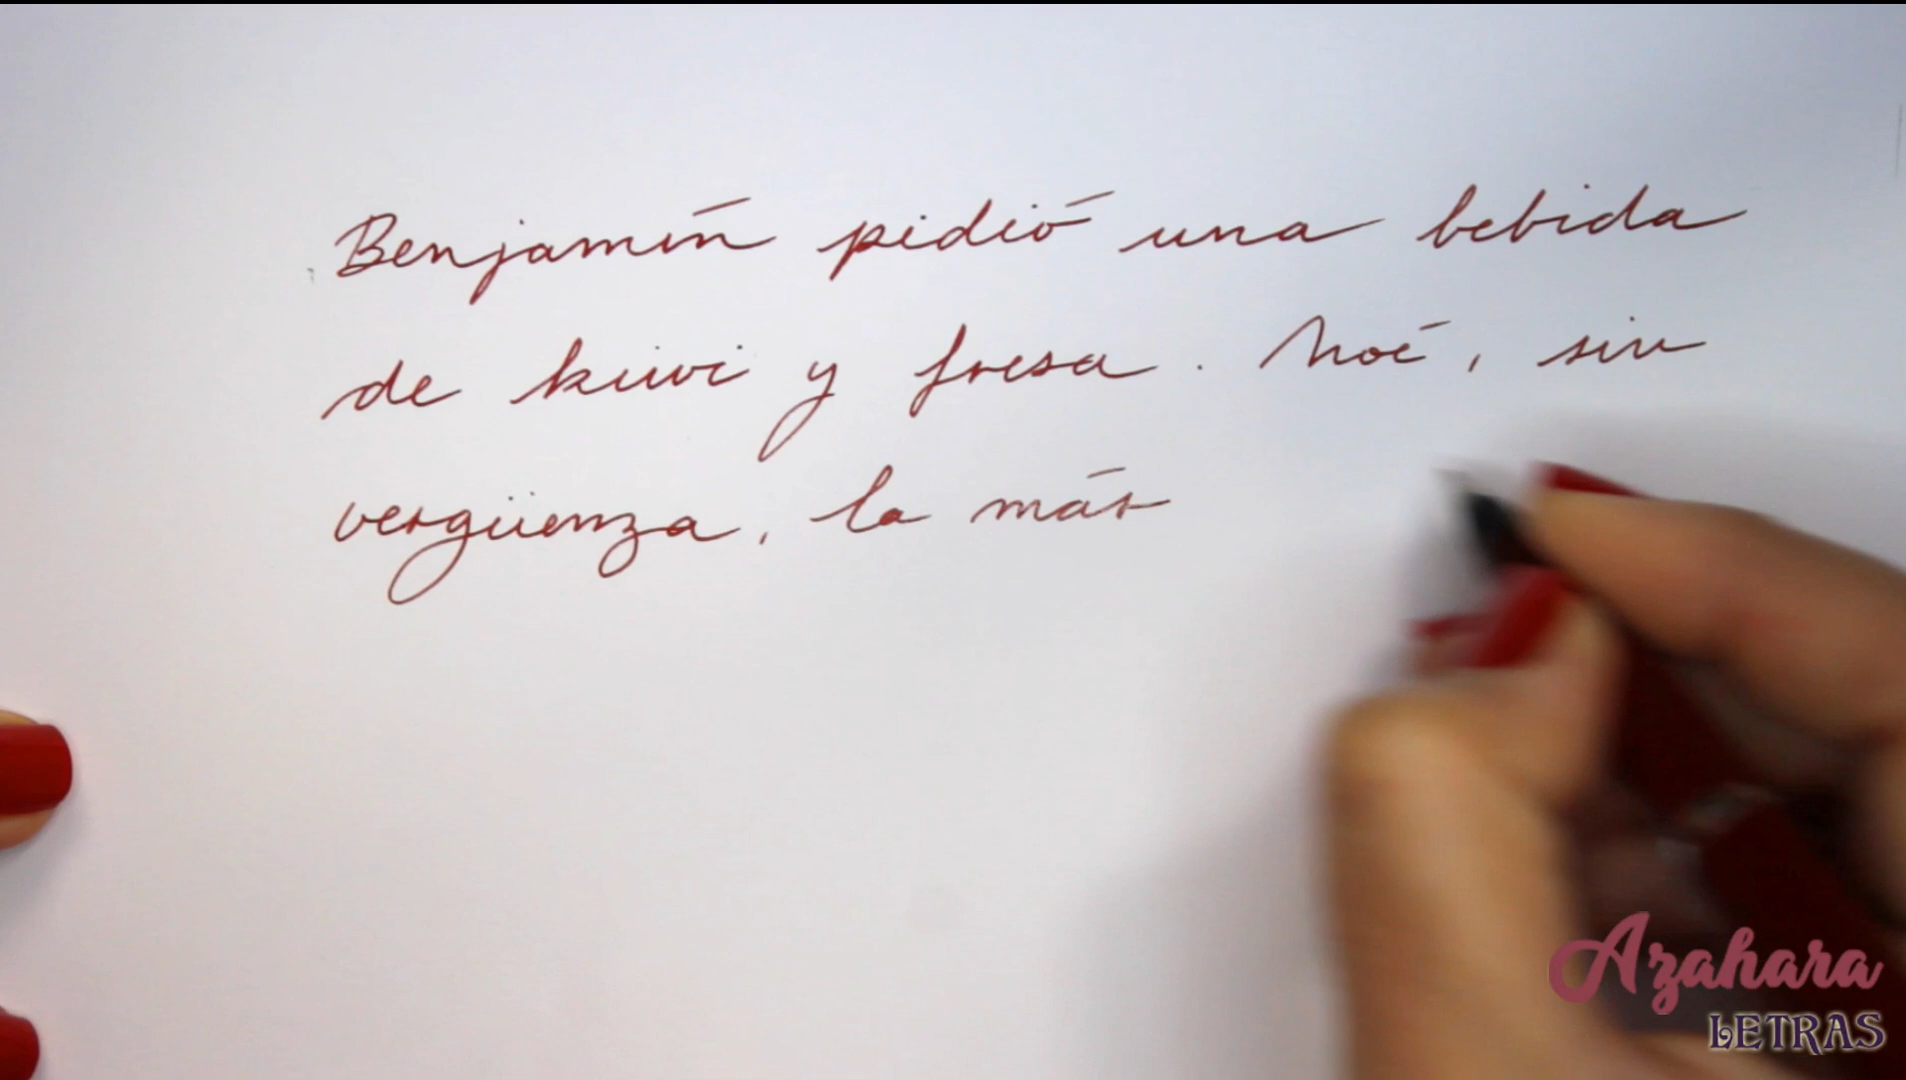 Benjamín pidió una bebida
de kiwi y fresa. Noé, sin
vergüenza, la más
Azahara
LETRAS